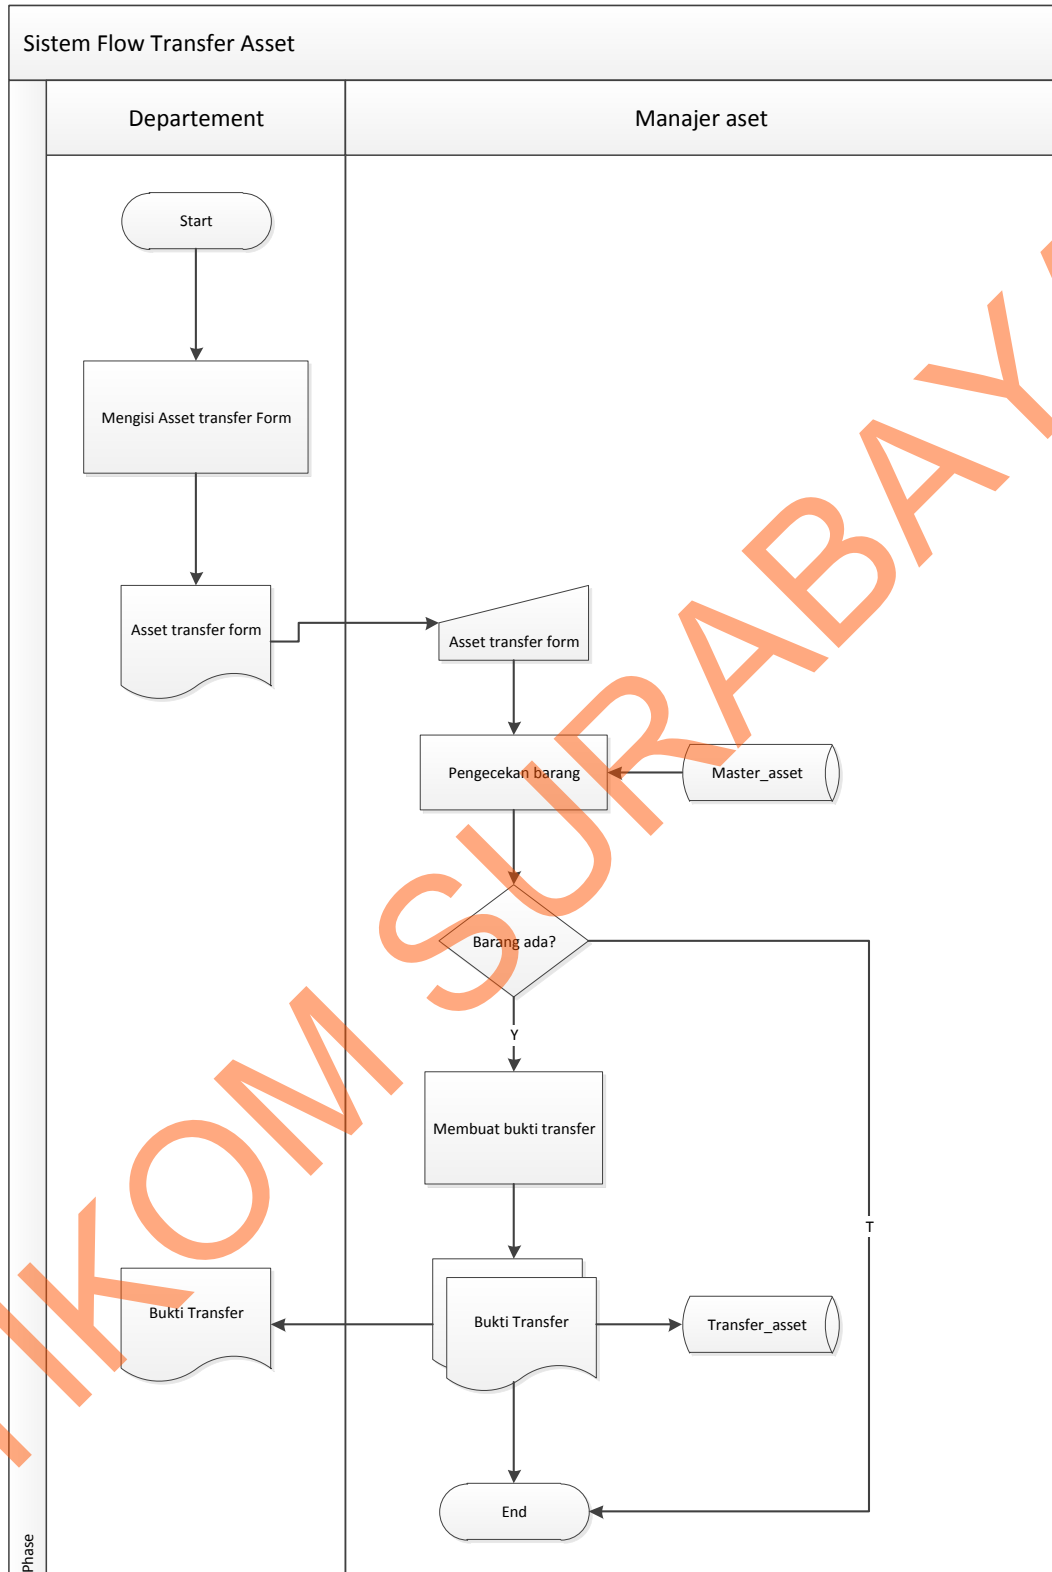 Sistem Flow Transfer Asset
Departement
Manajer aset
Start
Mengisi Asset transfer Form
Asset transfer form
Asset transfer form
Pengecekan barang
Master_asset
Barang ada?
Y
Membuat bukti transfer
T
Bukti Transfer
Bukti Transfer
Transfer_asset
End
Phase
IKOM SURABAYA